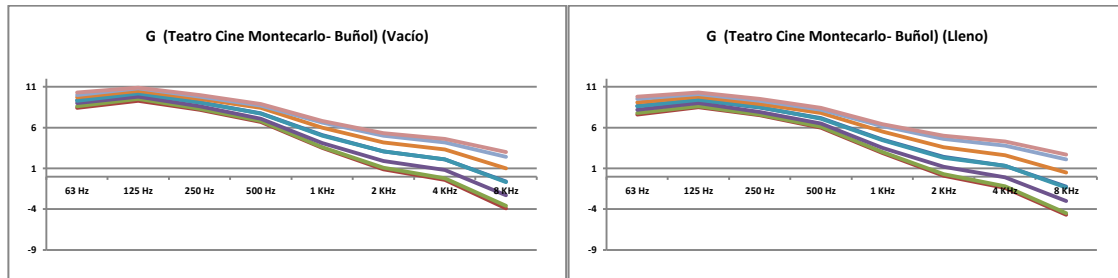 G (Teatro Cine Montecarlo- Buñol) (Vacío)
11
6
1
-4
-9
63 Hz 125 Hz 250 Hz 500 Hz 1 KHz 2 KHz 4 KHz 8 KHz
G (Teatro Cine Montecarlo- Buñol) (Lleno)
11
6
1
-4
-9
63 Hz 125 Hz 250 Hz 500 Hz 1 KHz 2 KHz 4 KHz 8 KHz